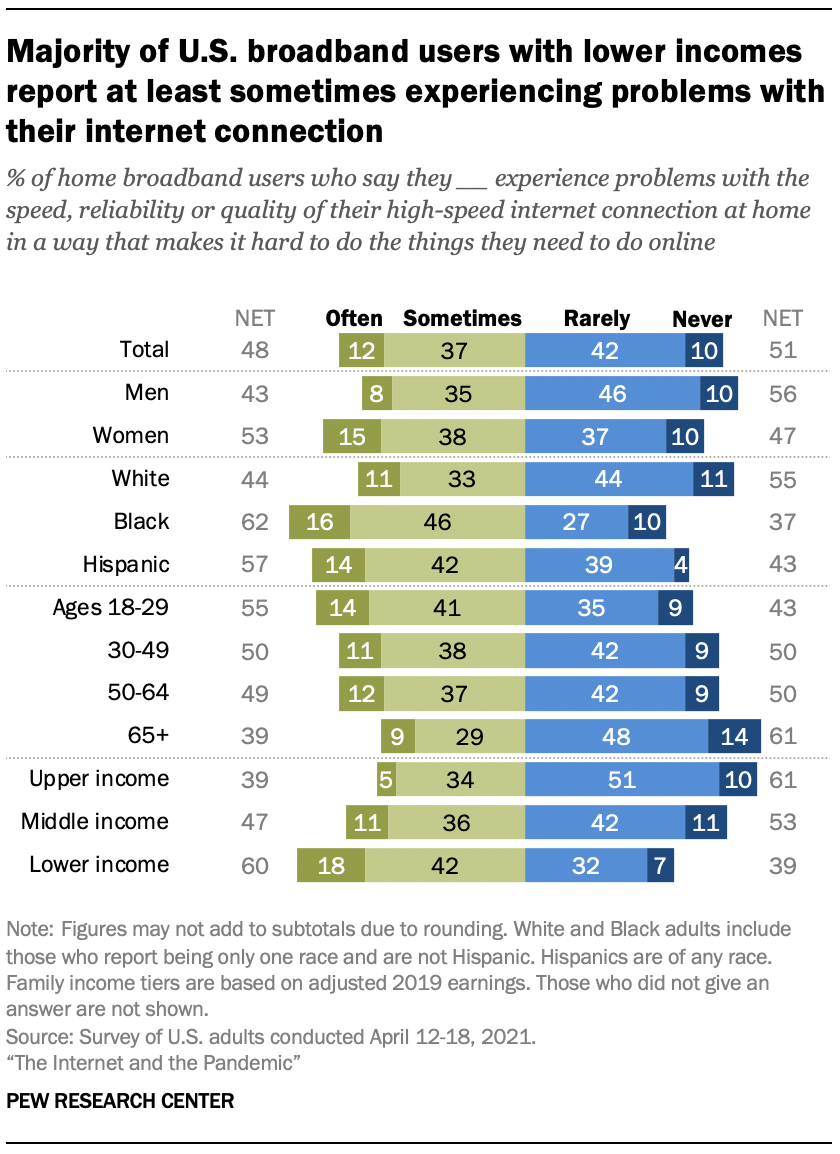 Majority of U.S. broadband users with lower incomes
report at least sometimes experiencing problems with
their internet connection
% of home broadband users who say they __ experience problems with the
speed, reliability or quality of their high-speed internet connection at home
in a way that makes it hard to do the things they need to do online
NET Often Sometimes Rarely Never NET
Total 48 12 37 42 10 51
Men 43 8 35 46 10 56
Women 53 15 38 37 10 47
White 44 11 33 44 11 55
Black 62 16 46 27 10 37
Hispanic 57 14 42 39 4 43
Ages 18-29 55 14 41 35 9 43
30-49 50 11 38 42 9 50
50-64 49 12 37 42 9 50
65+ 39 9 29 48 14 61
Upper income 39 5 34 51 10 61
Middle income 47 11 36 42 11 53
Lower income 60 18 42 32 7 39
Note: Figures may not add to subtotals due to rounding. White and Black adults include
those who report being only one race and are not Hispanic. Hispanics are of any race.
Family income tiers are based on adjusted 2019 earnings. Those who did not give an
answer are not shown.
Source: Survey of U.S. adults conducted April 12-18, 2021.
“The Internet and the Pandemic”
PEW RESEARCH CENTER